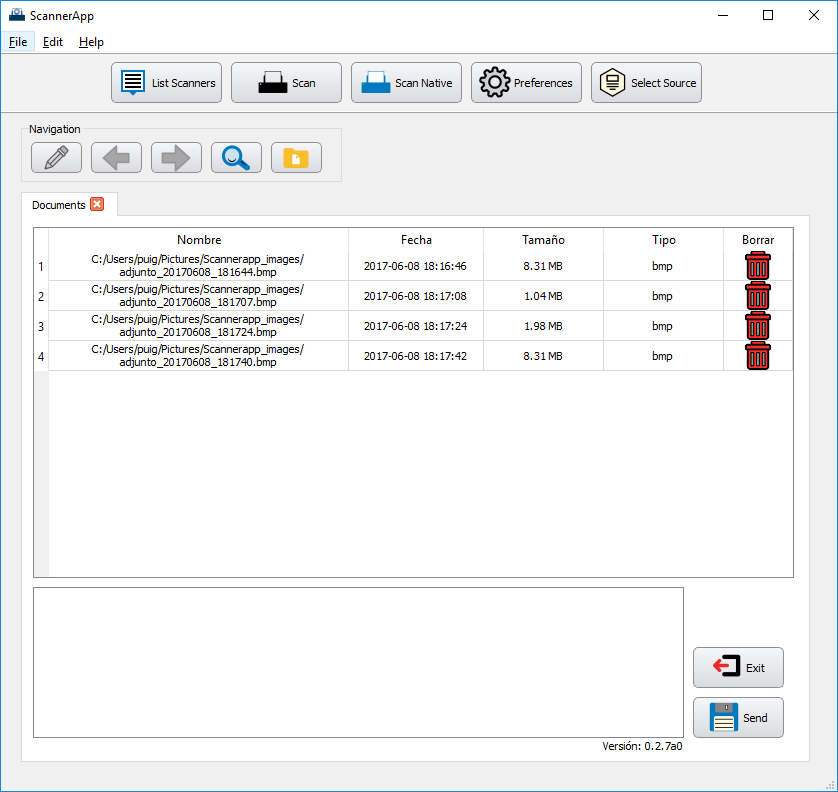 ScannerApp
File Edit Help
List Scanners Scan Scan Native Preferences Select Source
Navigation
Documents
Nombre Fecha Tamaño Tipo Borrar
1 C:/Users/puig/Pictures/Scannerapp_images/
adjunto_20170608_181644.bmp 2017-06-08 18:16:46 8.31 MB bmp
2 C:/Users/puig/Pictures/Scannerapp_images/
adjunto_20170608_181707.bmp 2017-06-08 18:17:08 1.04 MB bmp
3 C:/Users/puig/Pictures/Scannerapp_images/
adjunto_20170608_181724.bmp 2017-06-08 18:17:24 1.98 MB bmp
4 C:/Users/puig/Pictures/Scannerapp_images/
adjunto_20170608_181740.bmp 2017-06-08 18:17:42 8.31 MB bmp
Exit
Send
Versión: 0.2.7a0